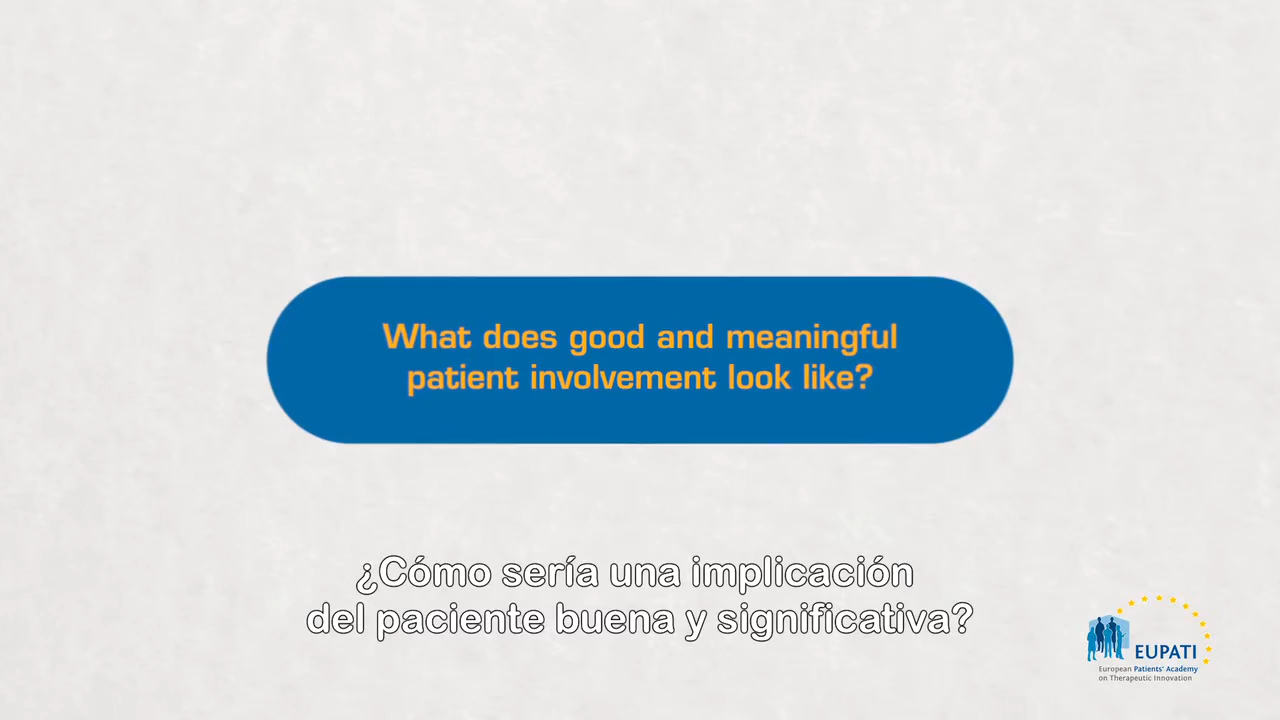 What does good and meaningful
patient involvement look like?
¿Cómo sería una implicación
del paciente buena y significativa?
EUPATI
European Patients' Academy
on Therapeutic Innovation